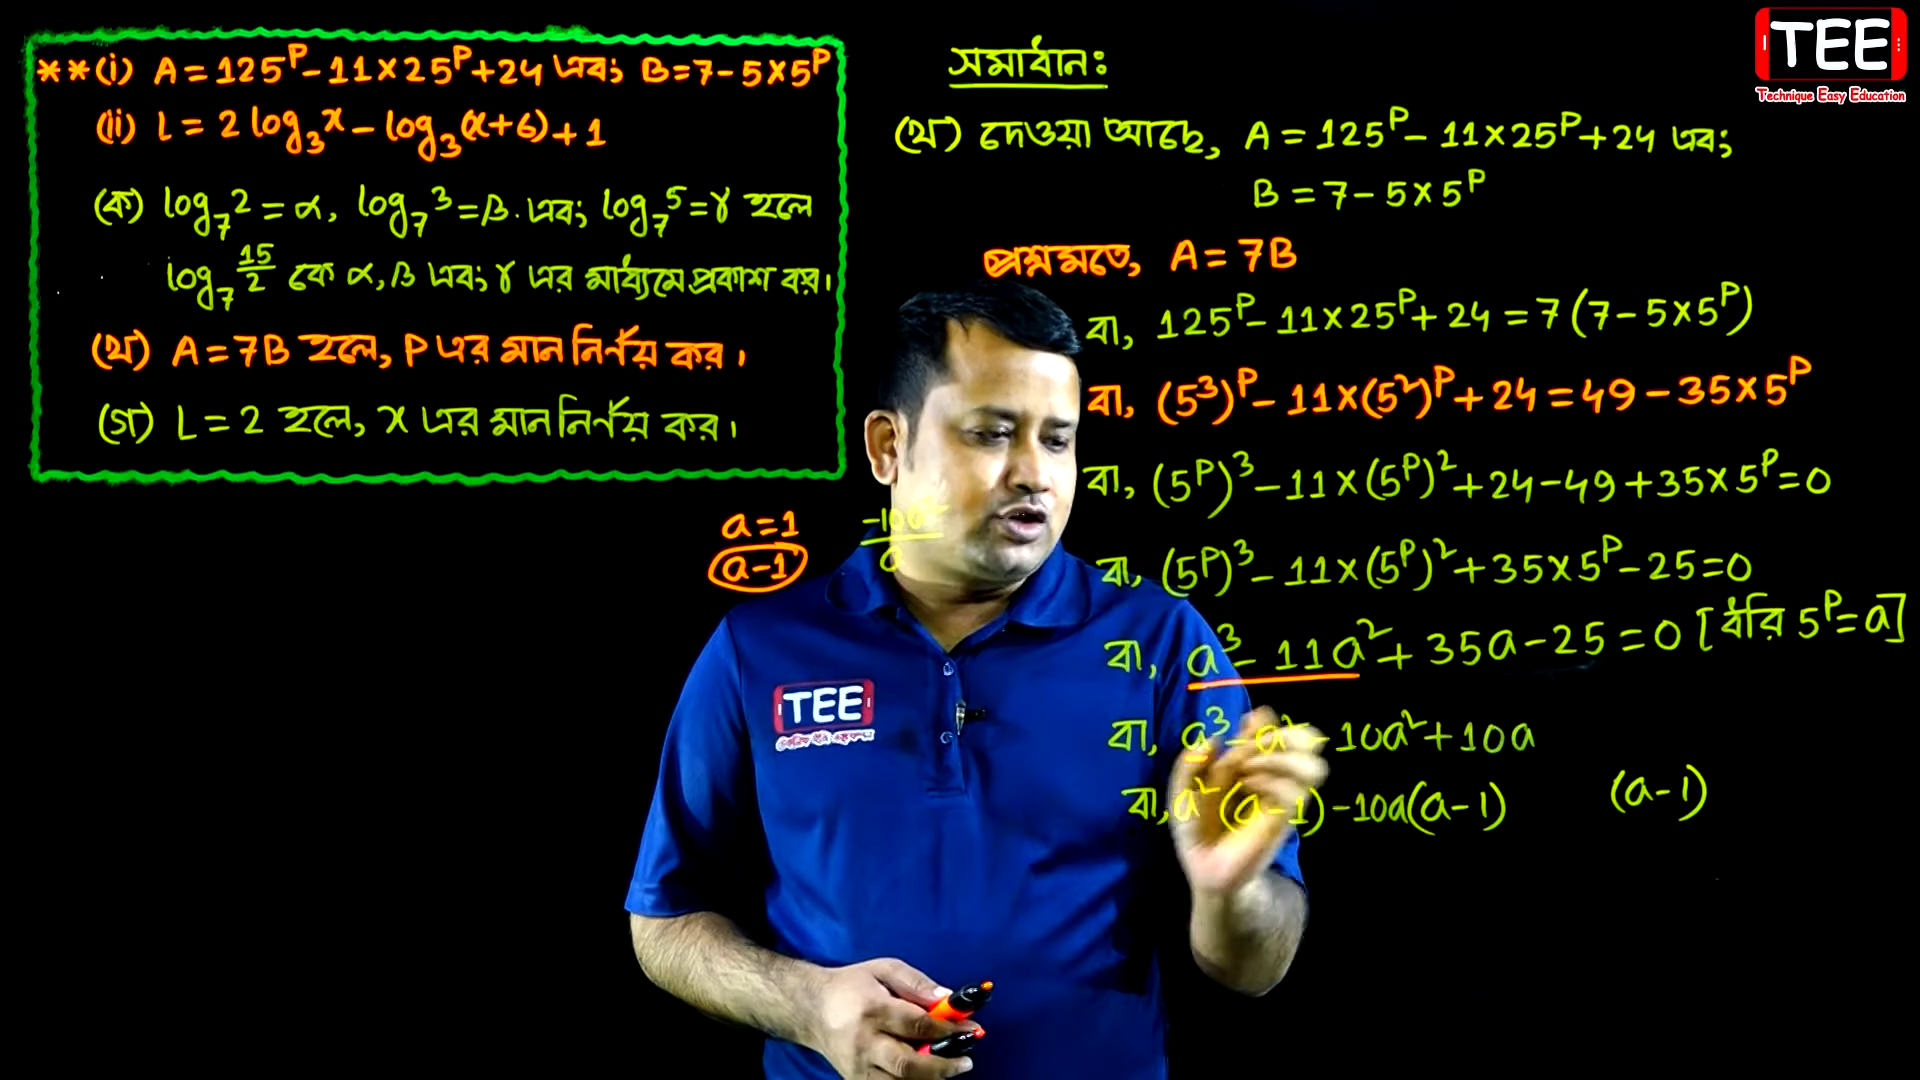 **(i) A = 125^P – 11×25^P + 24 এবং B = 7 – 5×5^P
(ii) L = 2 log₃x – log₃(x+6) + 1
(ক) log₇2 = α, log₇3 = β. এবং log₇5 = γ হলে
log₇ 15/2 কে α, β এবং γ এর মাধ্যমে প্রকাশ কর।
(খ) A = 7B হলে, P এর মান নির্ণয় কর।
(গ) L = 2 হলে, x এর মান নির্ণয় কর।
a = 1
a – 1
TEE
Technique Easy Education
সমাধান:
(খ) দেওয়া আছে, A = 125^P – 11×25^P + 24 এবং
B = 7 – 5×5^P
প্রশ্নমতে, A = 7B
বা, 125^P – 11×25^P + 24 = 7(7 – 5×5^P)
বা, (5³)^P – 11×(5²)^P + 24 = 49 – 35×5^P
বা, (5^P)³ – 11×(5^P)² + 24 – 49 + 35×5^P = 0
বা, (5^P)³ – 11×(5^P)² + 35×5^P – 25 = 0
বা, a³ – 11a² + 35a – 25 = 0 [ধরি 5^P = a]
বা, a³ – a² – 10a² + 10a
বা, a²(a–1) – 10a(a–1) (a–1)
TEE